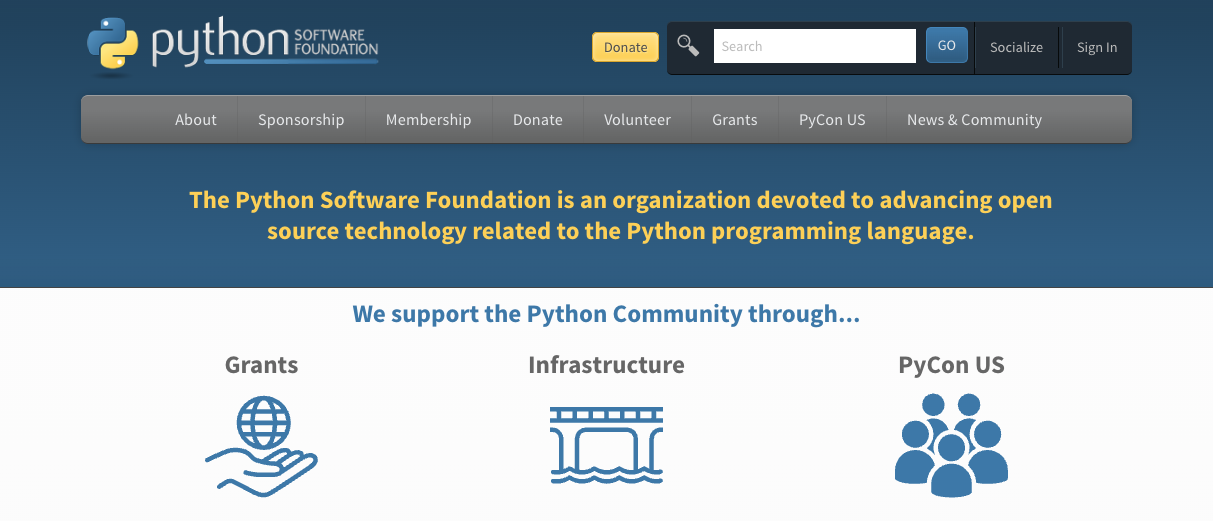 python SOFTWARE FOUNDATION
Donate
Search
GO
Socialize
Sign In
About
Sponsorship
Membership
Donate
Volunteer
Grants
PyCon US
News & Community
The Python Software Foundation is an organization devoted to advancing open
source technology related to the Python programming language.
We support the Python Community through...
Grants
Infrastructure
PyCon US